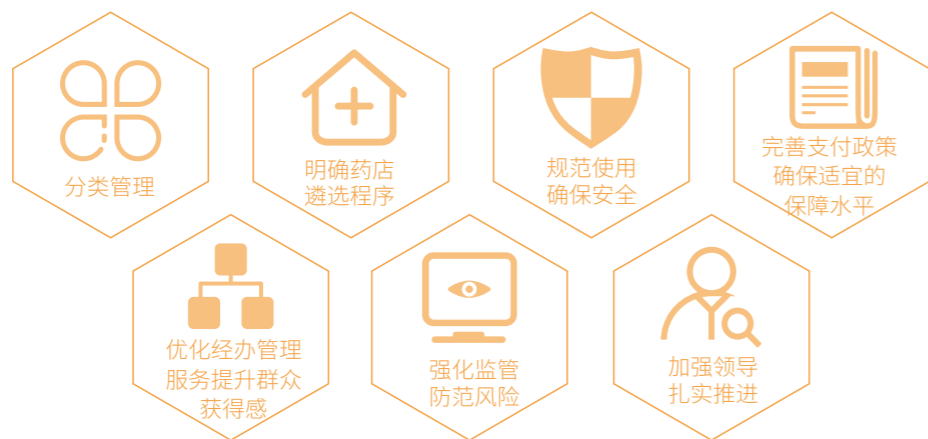 分类管理
明确药店
遴选程序
规范使用
确保安全
完善支付政策
确保适宜的
保障水平
优化经办管理
服务提升群众
获得感
强化监管
防范风险
加强领导
扎实推进